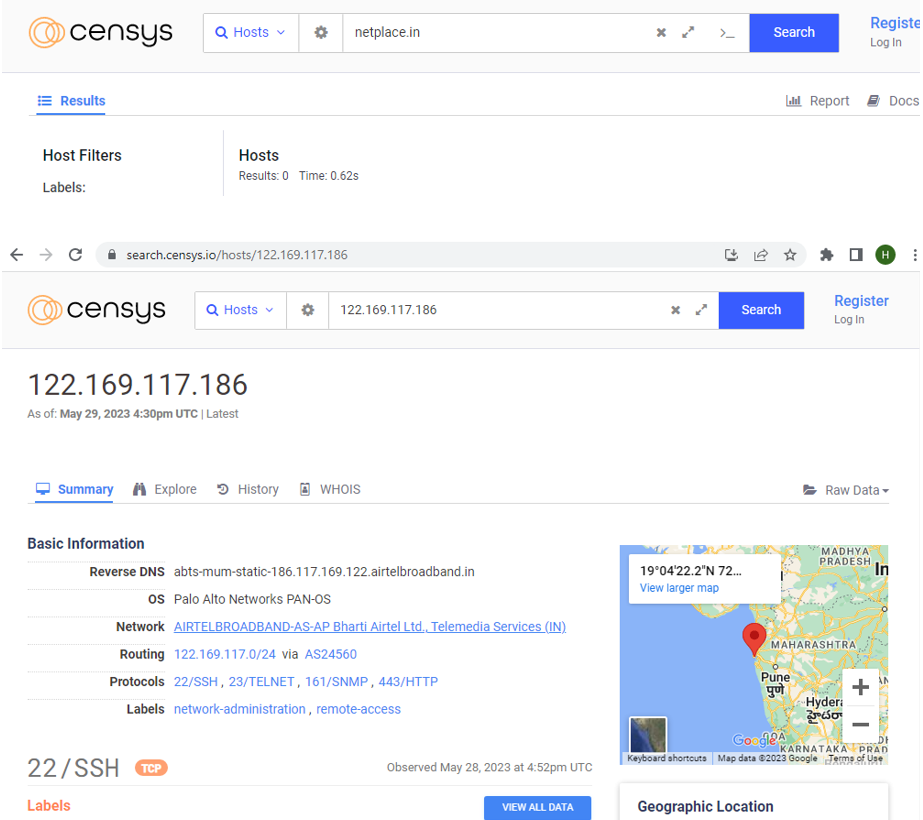 censys
Hosts
netplace.in
>_
Search
Registe
Log In
Results
Report
Docs
Host Filters
Hosts
Results: 0 Time: 0.62s
Labels:
search.censys.io/hosts/122.169.117.186
H
censys
Hosts
122.169.117.186
Search
Register
Log In
122.169.117.186
As of: May 29, 2023 4:30pm UTC | Latest
Summary
Explore
History
WHOIS
Raw Data
Basic Information
Reverse DNS abts-mum-static-186.117.169.122.airtelbroadband.in
OS Palo Alto Networks PAN-OS
Network AIRTELBROADBAND-AS-AP Bharti Airtel Ltd., Telemedia Services (IN)
Routing 122.169.117.0/24 via AS24560
Protocols 22/SSH , 23/TELNET , 161/SNMP , 443/HTTP
Labels network-administration , remote-access
MADHYA
PRADESH
In
19°04'22.2"N 72...
View larger map
MAHARASHTRA
Pune
पुणे
Hydera
+
−
Google
GOA
KARNATAKA
PRAD
Keyboard shortcuts
Map data ©2023 Google
Terms of Use
22/SSH TCP
Observed May 28, 2023 at 4:52pm UTC
Labels
VIEW ALL DATA
Geographic Location